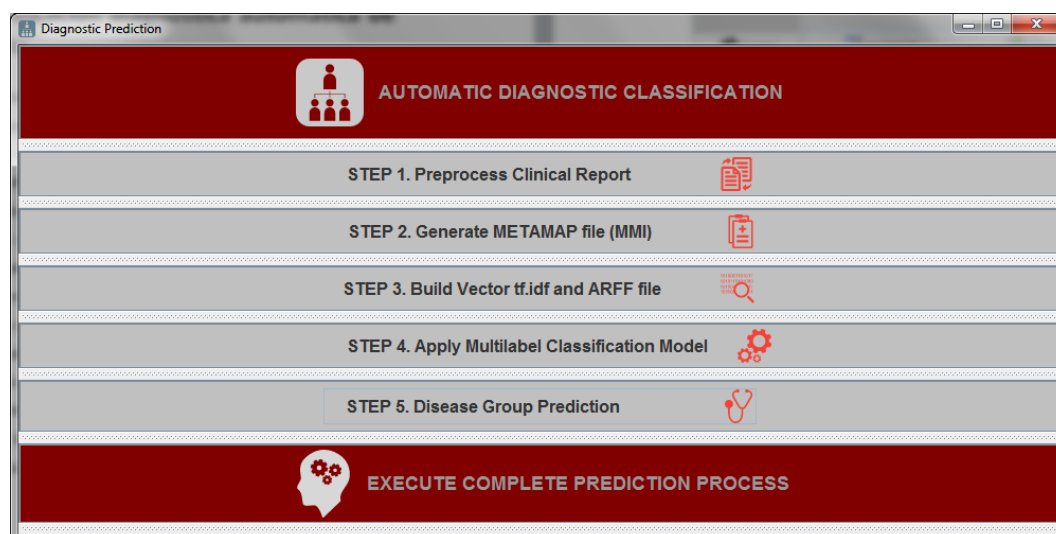 Diagnostic Prediction
AUTOMATIC DIAGNOSTIC CLASSIFICATION
STEP 1. Preprocess Clinical Report
STEP 2. Generate METAMAP file (MMI)
STEP 3. Build Vector tf.idf and ARFF file
STEP 4. Apply Multilabel Classification Model
STEP 5. Disease Group Prediction
EXECUTE COMPLETE PREDICTION PROCESS